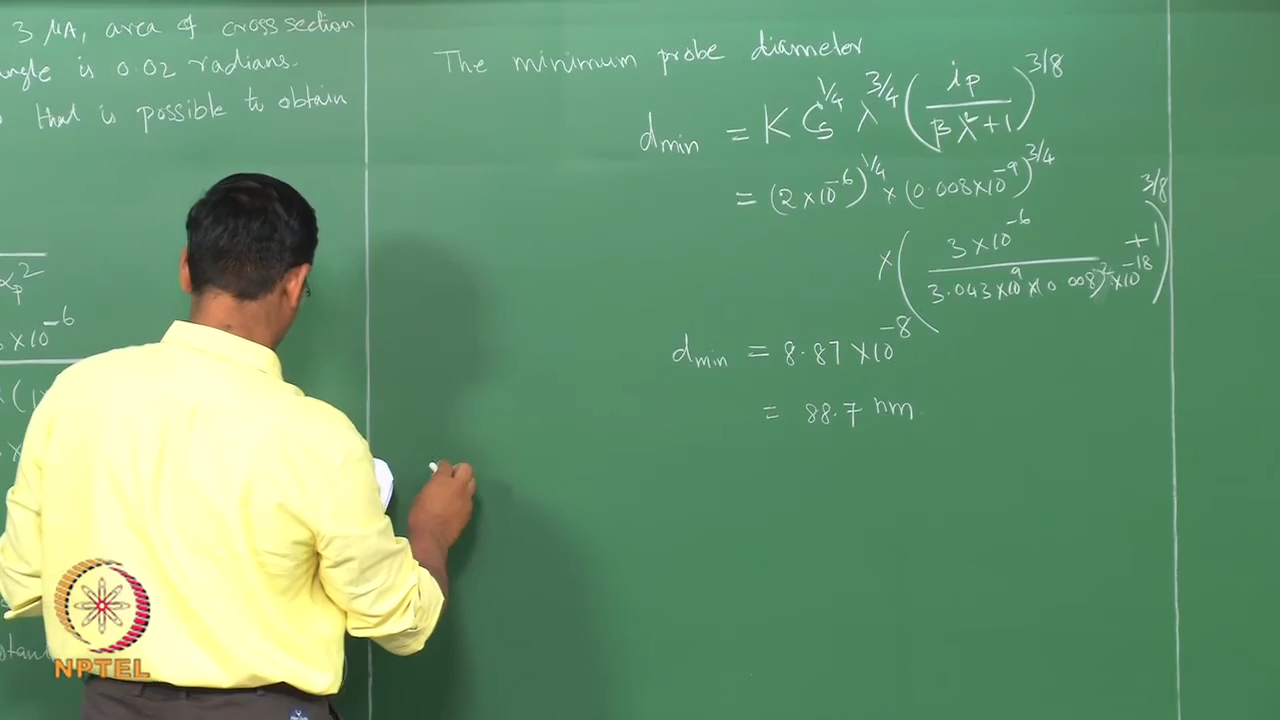 3 μA, area of cross section
angle is 0.02 radians.
that is possible to obtain
αp²
×10⁻⁶
The minimum probe diameter
dmin = K Cs^1/4 λ^3/4 (ip / βλ² + 1)^3/8
= (2×10⁻⁶)^1/4 × (0.008×10⁻⁹)^3/4
× (3×10⁻⁶ / 3.043×10⁹×(0.008)²×10⁻¹⁸ + 1)^3/8
dmin = 8.87 ×10⁻⁸
= 88.7 nm.
NPTEL